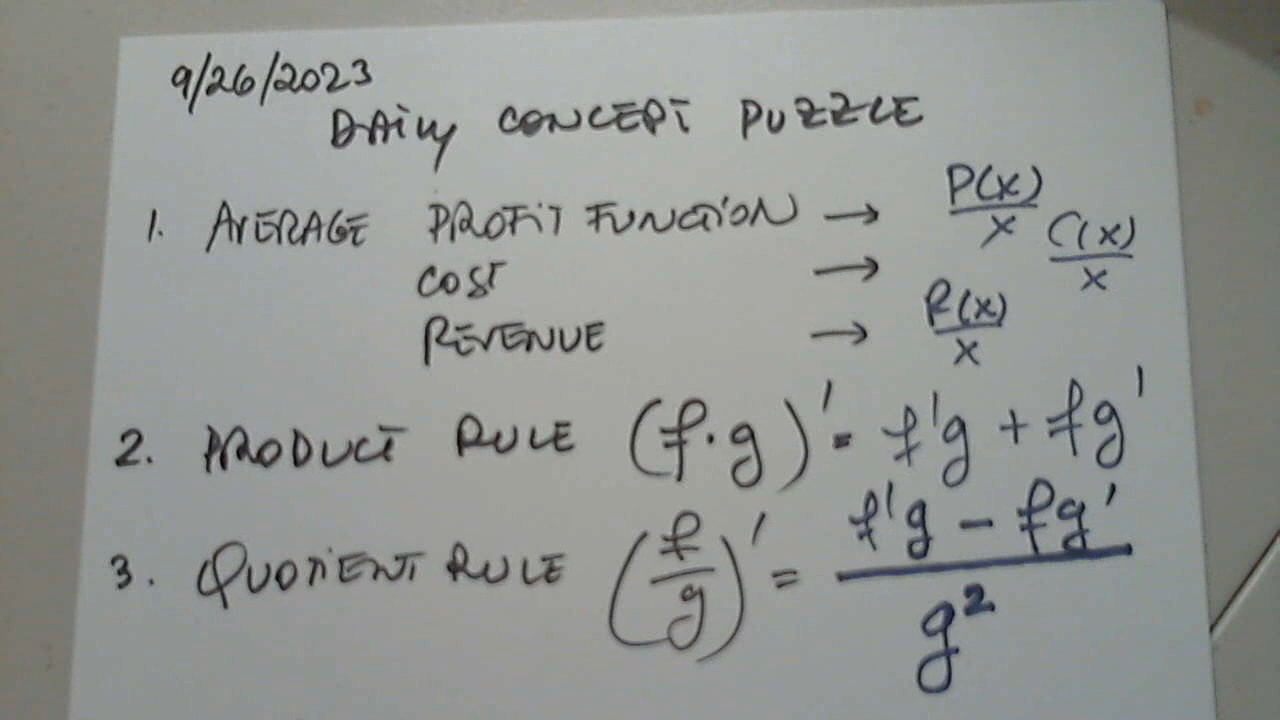 9/26/2023
DAily CONCEPT PUZZLE
1. AVERAGE PROFIT FUNCTION → P(x)/x
COST → C(x)/x
REVENUE → R(x)/x
2. PRODUCT RULE (f·g)' = f'g + fg'
3. QUOTIENT RULE (f/g)' = (f'g - fg')/g²